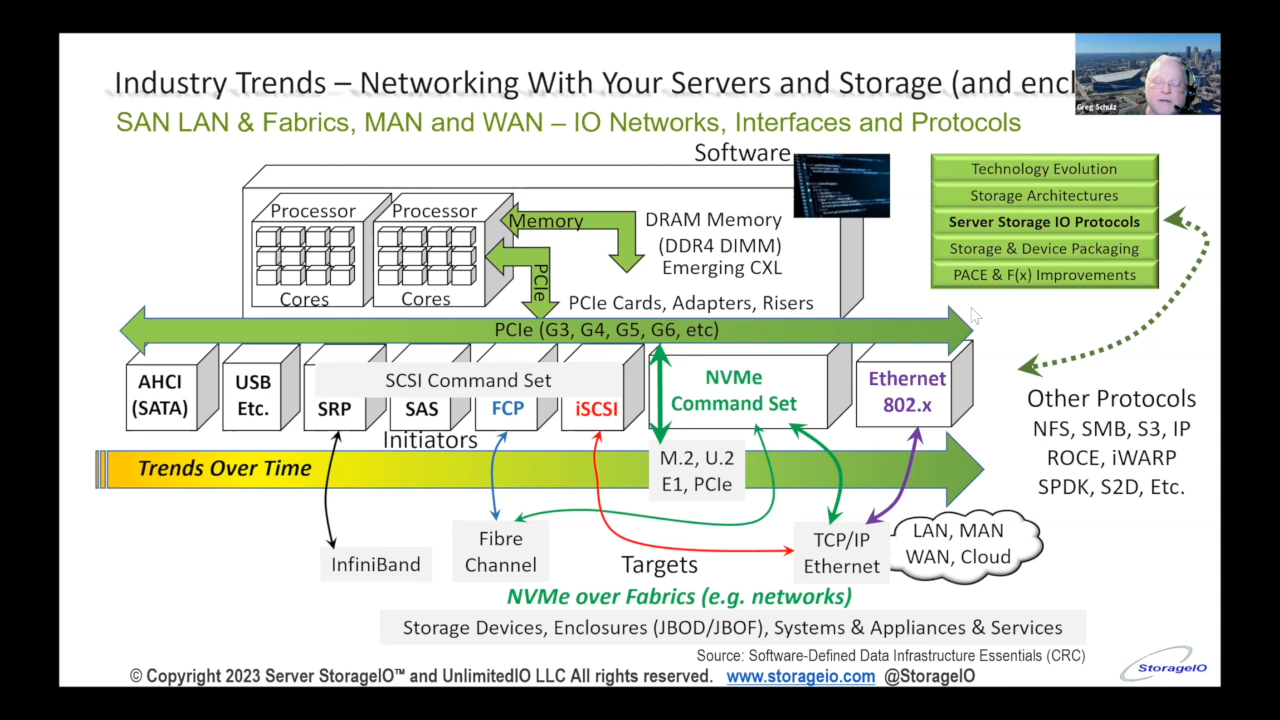 Industry Trends – Networking With Your Servers and Storage (and encl
Greg Schulz
SAN LAN & Fabrics, MAN and WAN – IO Networks, Interfaces and Protocols
Software
Technology Evolution
Storage Architectures
Server Storage IO Protocols
Storage & Device Packaging
PACE & F(x) Improvements
Processor
Processor
Cores
Cores
Memory
PCIe
DRAM Memory
(DDR4 DIMM)
Emerging CXL
PCIe Cards, Adapters, Risers
PCIe (G3, G4, G5, G6, etc)
AHCI
(SATA)
USB
Etc.
SCSI Command Set
SRP
SAS
FCP
iSCSI
NVMe
Command Set
Ethernet
802.x
Other Protocols
NFS, SMB, S3, IP
ROCE, iWARP
SPDK, S2D, Etc.
Initiators
Trends Over Time
M.2, U.2
E1, PCIe
InfiniBand
Fibre
Channel
Targets
TCP/IP
Ethernet
LAN, MAN
WAN, Cloud
NVMe over Fabrics (e.g. networks)
Storage Devices, Enclosures (JBOD/JBOF), Systems & Appliances & Services
Source: Software-Defined Data Infrastructure Essentials (CRC)
© Copyright 2023 Server StorageIO™ and UnlimitedIO LLC All rights reserved. www.storageio.com @StorageIO
StorageIO